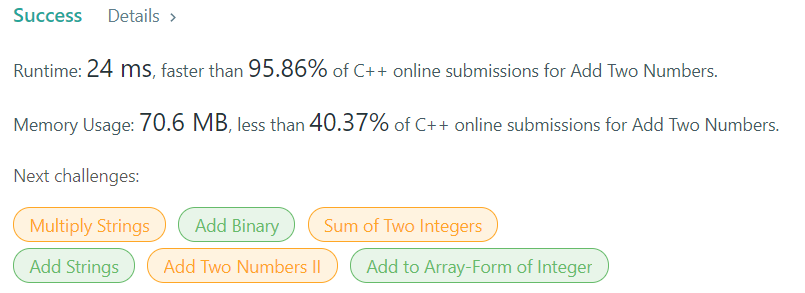 Success Details >
Runtime: 24 ms, faster than 95.86% of C++ online submissions for Add Two Numbers.
Memory Usage: 70.6 MB, less than 40.37% of C++ online submissions for Add Two Numbers.
Next challenges:
Multiply Strings Add Binary Sum of Two Integers
Add Strings Add Two Numbers II Add to Array-Form of Integer